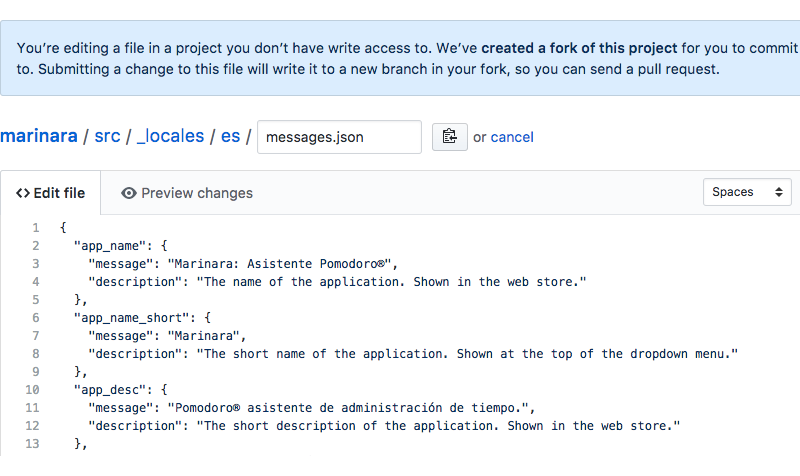 You’re editing a file in a project you don’t have write access to. We’ve created a fork of this project for you to commit
to. Submitting a change to this file will write it to a new branch in your fork, so you can send a pull request.
marinara / src / _locales / es / messages.json or cancel
<> Edit file Preview changes Spaces
1 {
2 "app_name": {
3 "message": "Marinara: Asistente Pomodoro®",
4 "description": "The name of the application. Shown in the web store."
5 },
6 "app_name_short": {
7 "message": "Marinara",
8 "description": "The short name of the application. Shown at the top of the dropdown menu."
9 },
10 "app_desc": {
11 "message": "Pomodoro® asistente de administración de tiempo.",
12 "description": "The short description of the application. Shown in the web store."
13 },